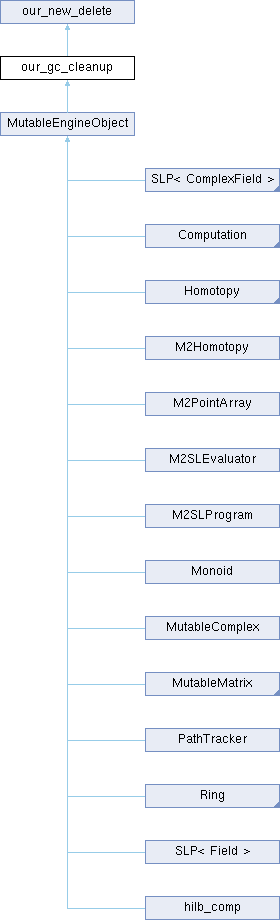 our_new_delete
our_gc_cleanup
MutableEngineObject
SLP< ComplexField >
Computation
Homotopy
M2Homotopy
M2PointArray
M2SLEvaluator
M2SLProgram
Monoid
MutableComplex
MutableMatrix
PathTracker
Ring
SLP< Field >
hilb_comp